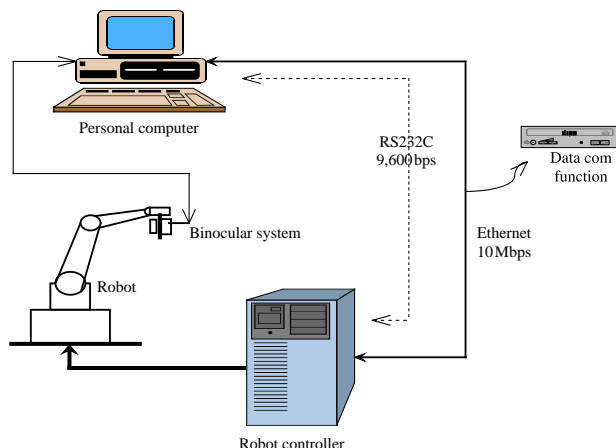 Personal computer
RS232C
9,600bps
Data com
function
Binocular system
Ethernet
10Mbps
Robot
Robot controller